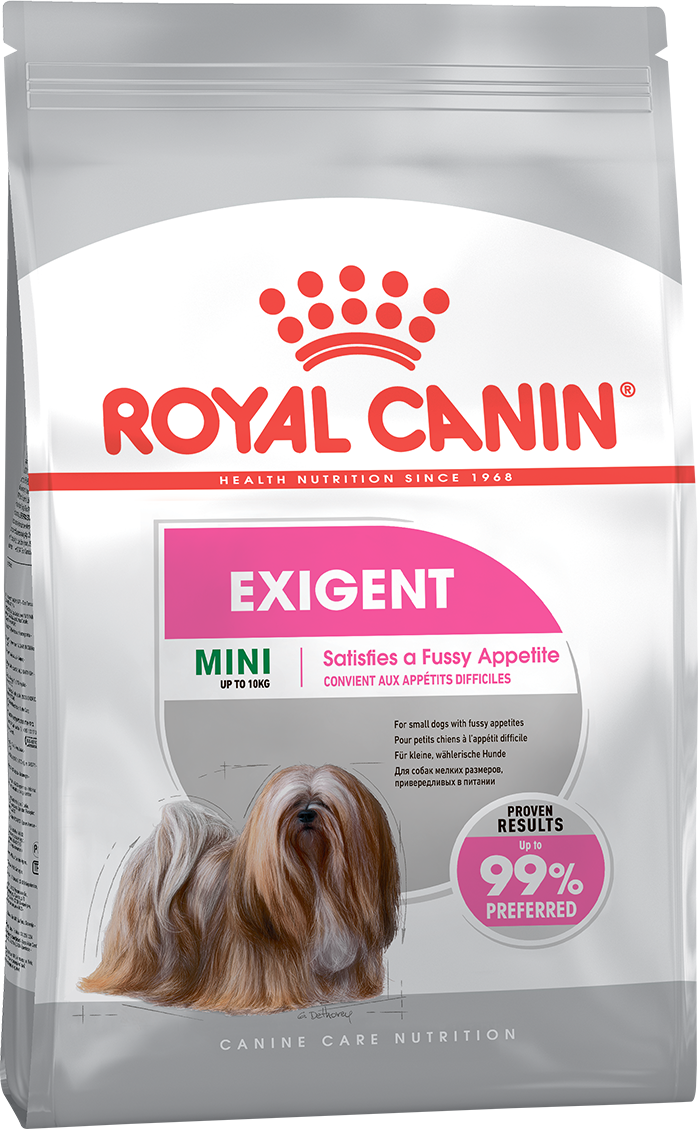 ROYAL CANIN®
HEALTH NUTRITION SINCE 1968
EXIGENT
MINI
UP TO 10KG
Satisfies a Fussy Appetite
CONVIENT AUX APPÉTITS DIFFICILES
For small dogs with fussy appetites
Pour petits chiens à l'appétit difficile
Für kleine, wählerische Hunde
Для собак мелких размеров,
привередливых в питании
PROVEN
RESULTS
Up to
99%
PREFERRED
CANINE CARE NUTRITION